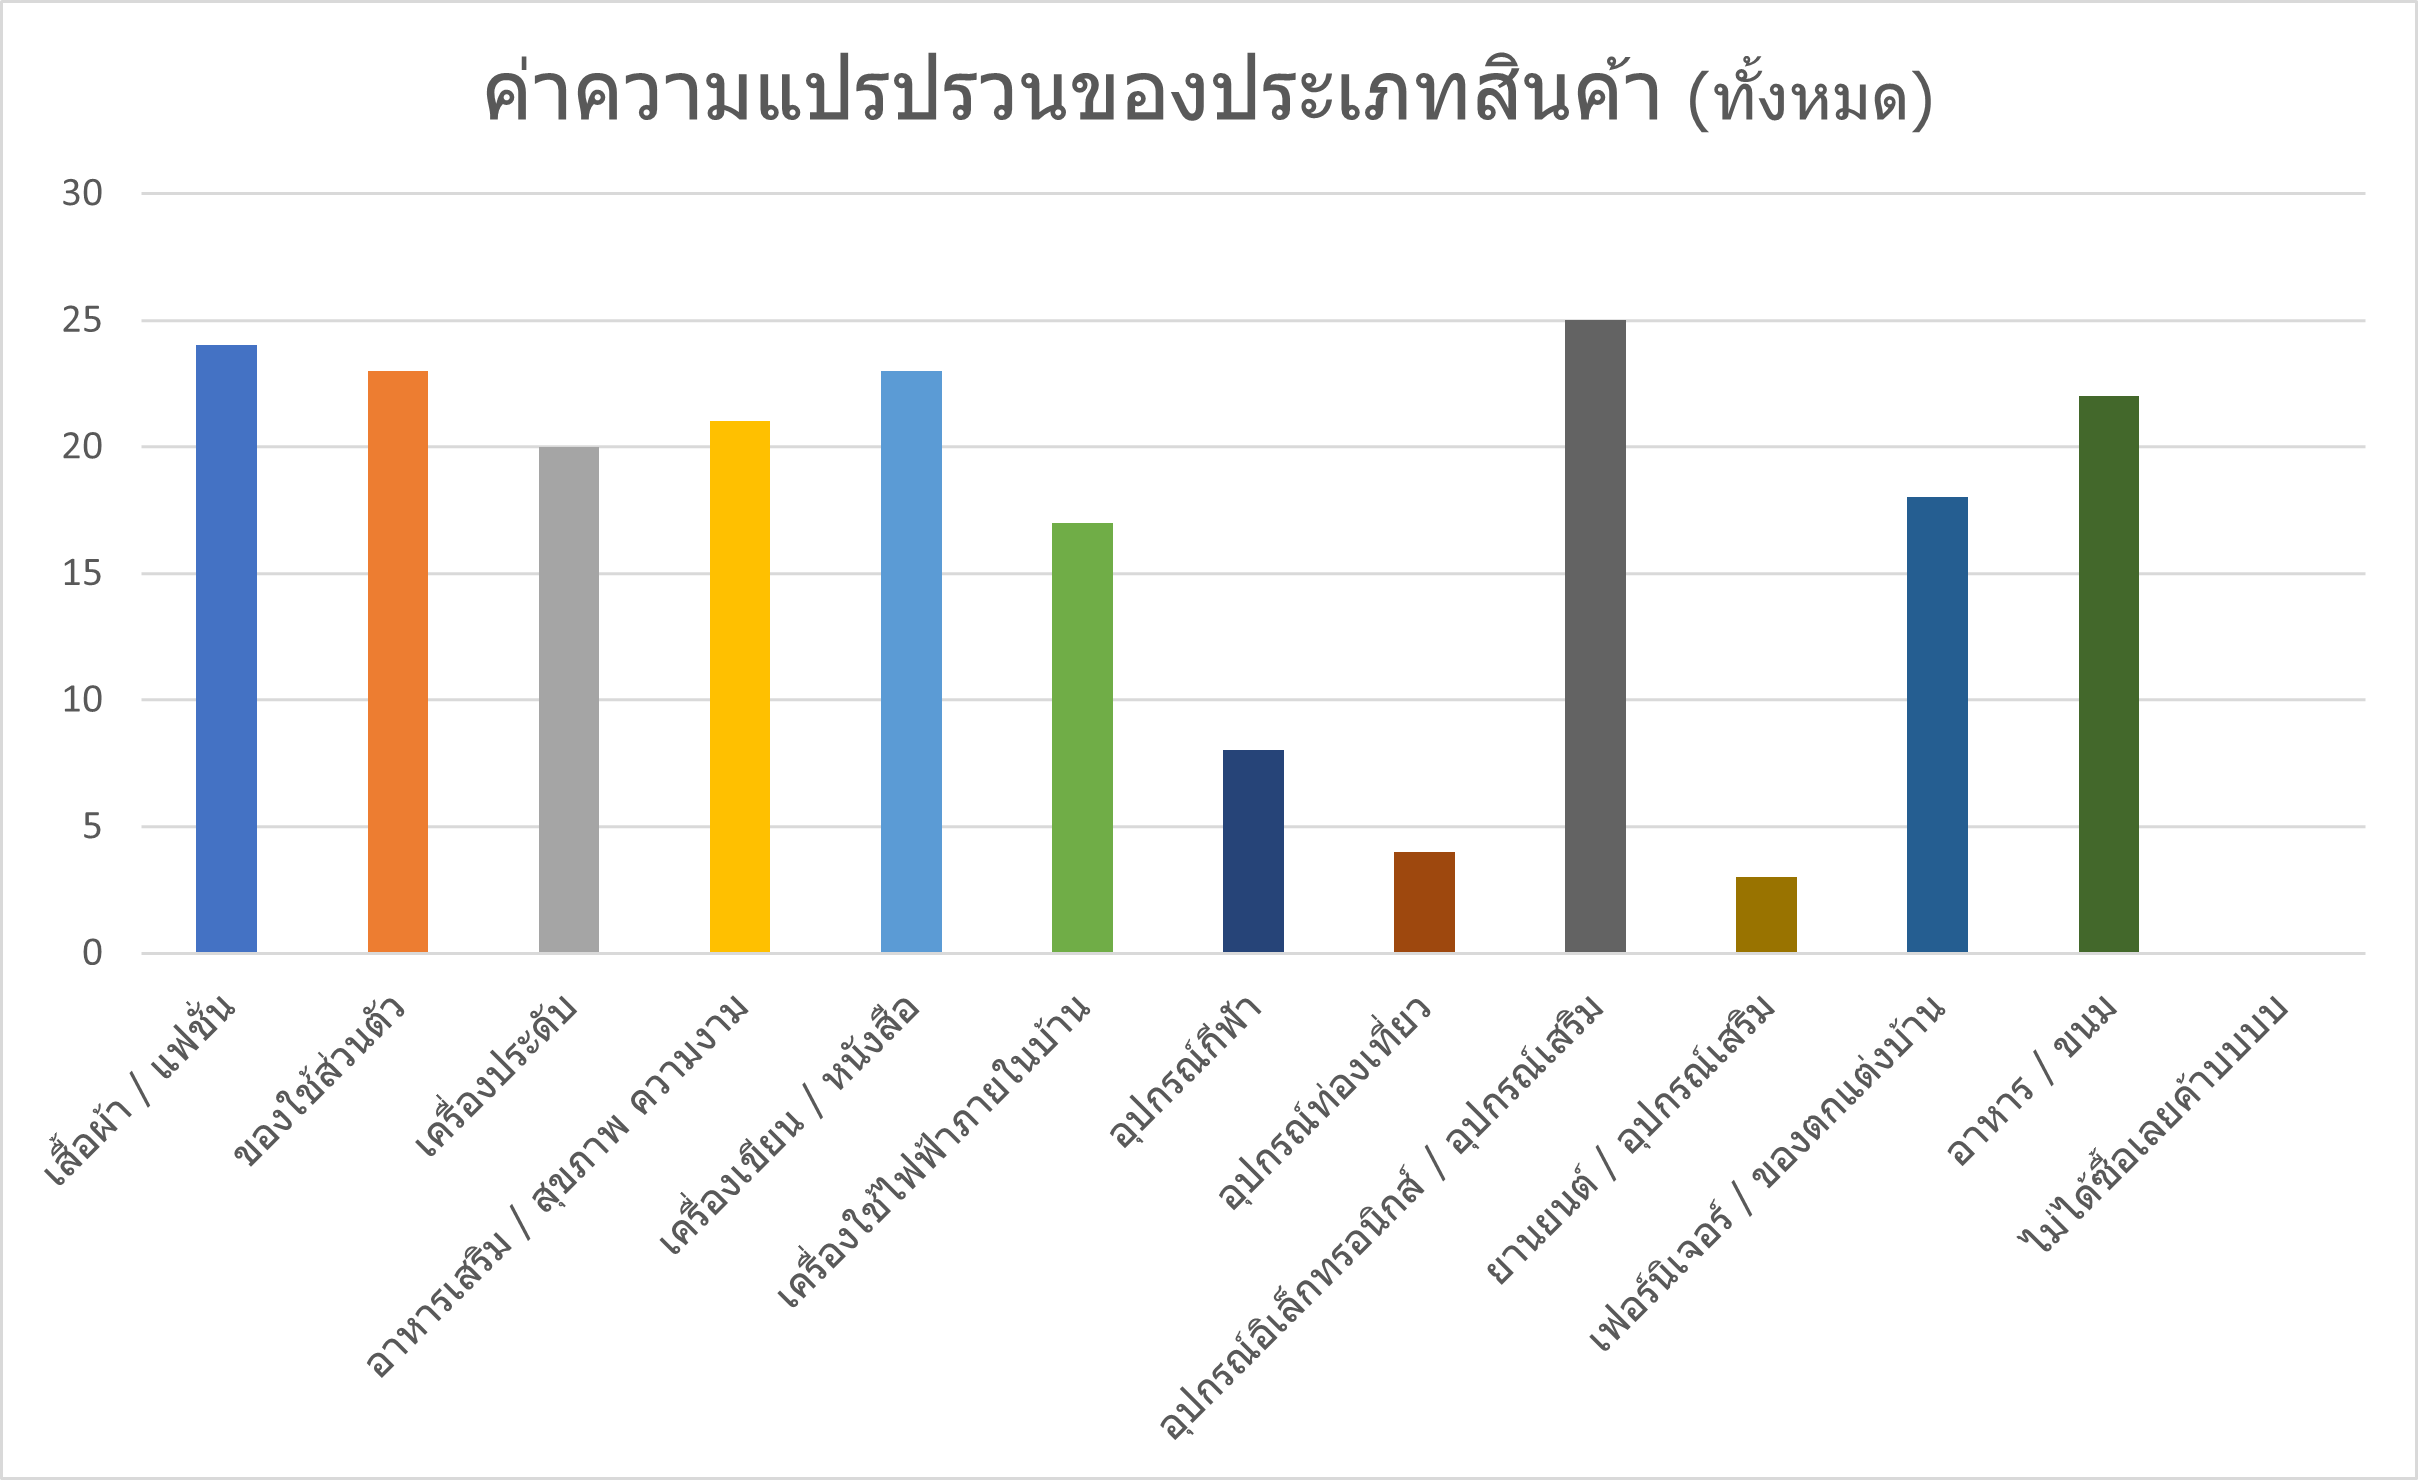 ค่าความแปรปรวนของประเภทสินค้า (ทั้งหมด)
30
25
20
15
10
5
0
เสื้อผ้า / แฟชั่น
ของใช้ส่วนตัว
เครื่องประดับ
อาหารเสริม / สุขภาพ ความงาม
เครื่องเขียน / หนังสือ
เครื่องใช้ไฟฟ้าภายในบ้าน
อุปกรณ์กีฬา
อุปกรณ์ท่องเที่ยว
อุปกรณ์อิเล็กทรอนิกส์ / อุปกรณ์เสริม
ยานยนต์ / อุปกรณ์เสริม
เฟอร์นิเจอร์ / ของตกแต่งบ้าน
อาหาร / ขนม
ไม่ได้ซื้อเลยค้าบบบบ